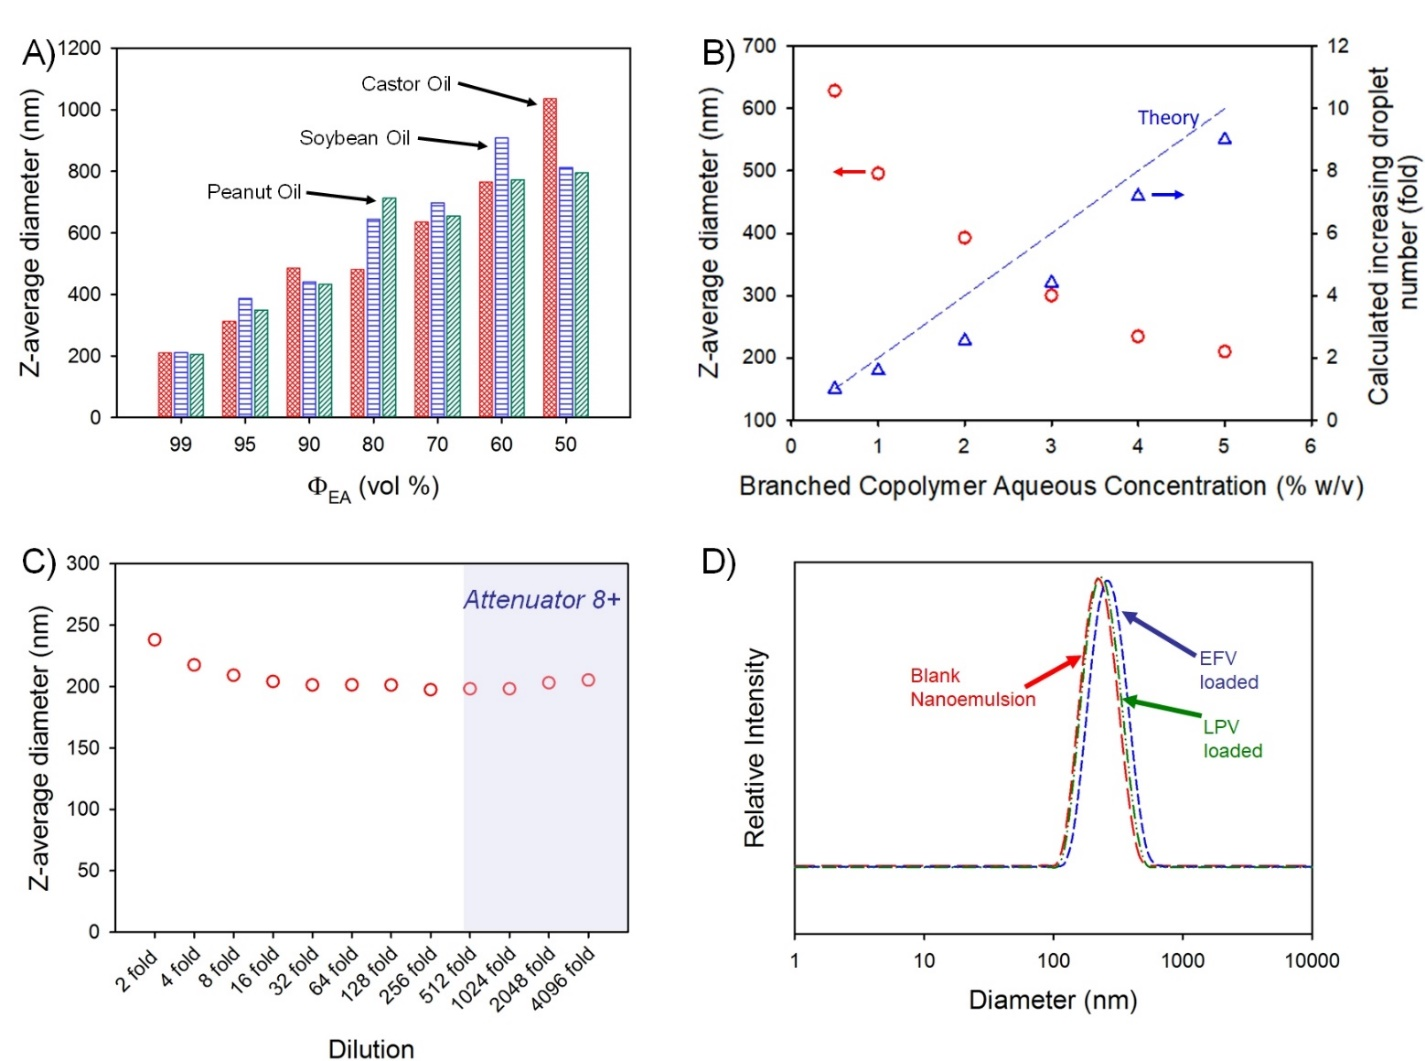 A)
1200
1000
800
600
400
200
0
Z-average diameter (nm)
Castor Oil
Soybean Oil
Peanut Oil
99 95 90 80 70 60 50
ΦEA (vol %)
B)
700
600
500
400
300
200
100
Z-average diameter (nm)
Theory
12
10
8
6
4
2
0
Calculated increasing droplet
number (fold)
0 1 2 3 4 5 6
Branched Copolymer Aqueous Concentration (% w/v)
C)
300
250
200
150
100
50
0
Z-average diameter (nm)
Attenuator 8+
2 fold
4 fold
8 fold
16 fold
32 fold
64 fold
128 fold
256 fold
512 fold
1024 fold
2048 fold
4096 fold
Dilution
D)
Relative Intensity
Blank
Nanoemulsion
EFV
loaded
LPV
loaded
1 10 100 1000 10000
Diameter (nm)